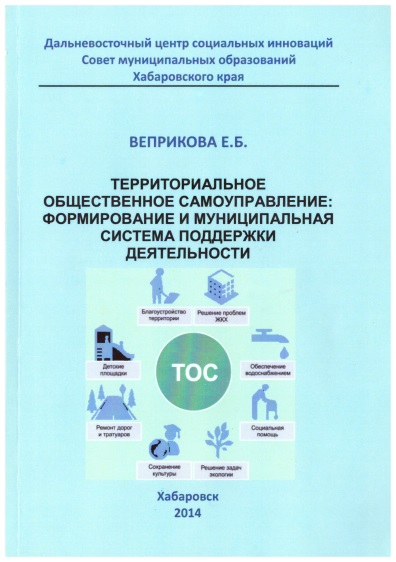 Дальневосточный центр социальных инноваций
Совет муниципальных образований
Хабаровского края
ВЕПРИКОВА Е.Б.
ТЕРРИТОРИАЛЬНОЕ
ОБЩЕСТВЕННОЕ САМОУПРАВЛЕНИЕ:
ФОРМИРОВАНИЕ И МУНИЦИПАЛЬНАЯ
СИСТЕМА ПОДДЕРЖКИ
ДЕЯТЕЛЬНОСТИ
Благоустройство
территории
Решение проблем
ЖКХ
Детские
площадки
ТОС
Обеспечение
водоснабжением
Ремонт дорог
и тратуаров
Социальная
помощь
Сохранение
культуры
Решение задач
экологии
Хабаровск
2014